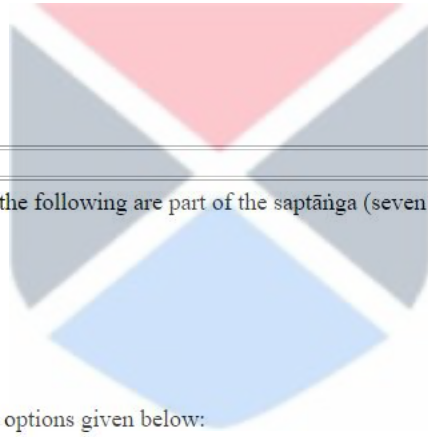 the following are part of the saptāṅga (seven
options given below: